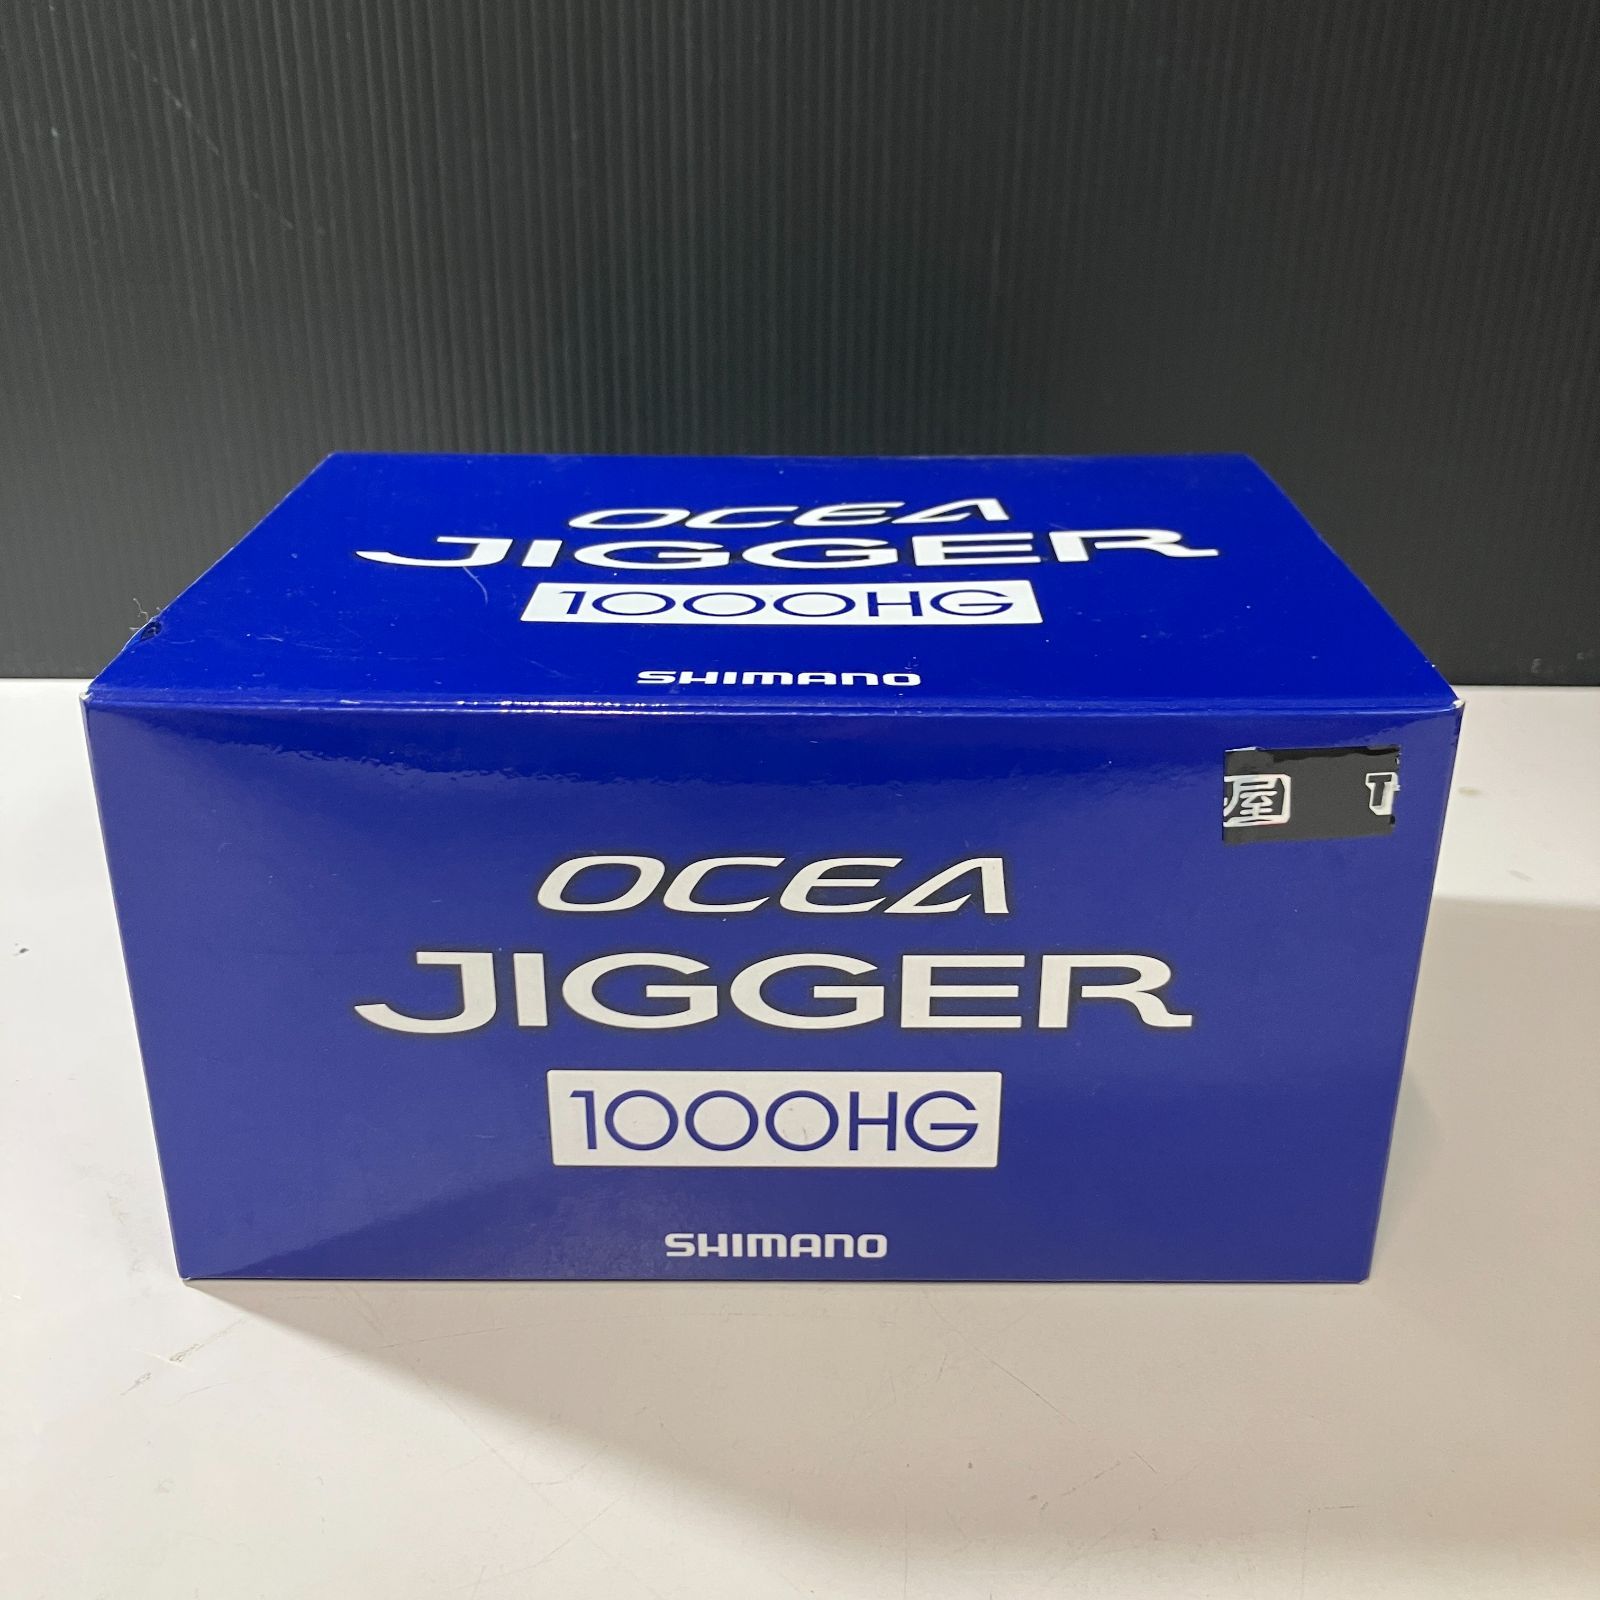 OCEA
JIGGER
1000HG
SHIMANO
屋 T
OCEA
JIGGER
1000HG
SHIMANO